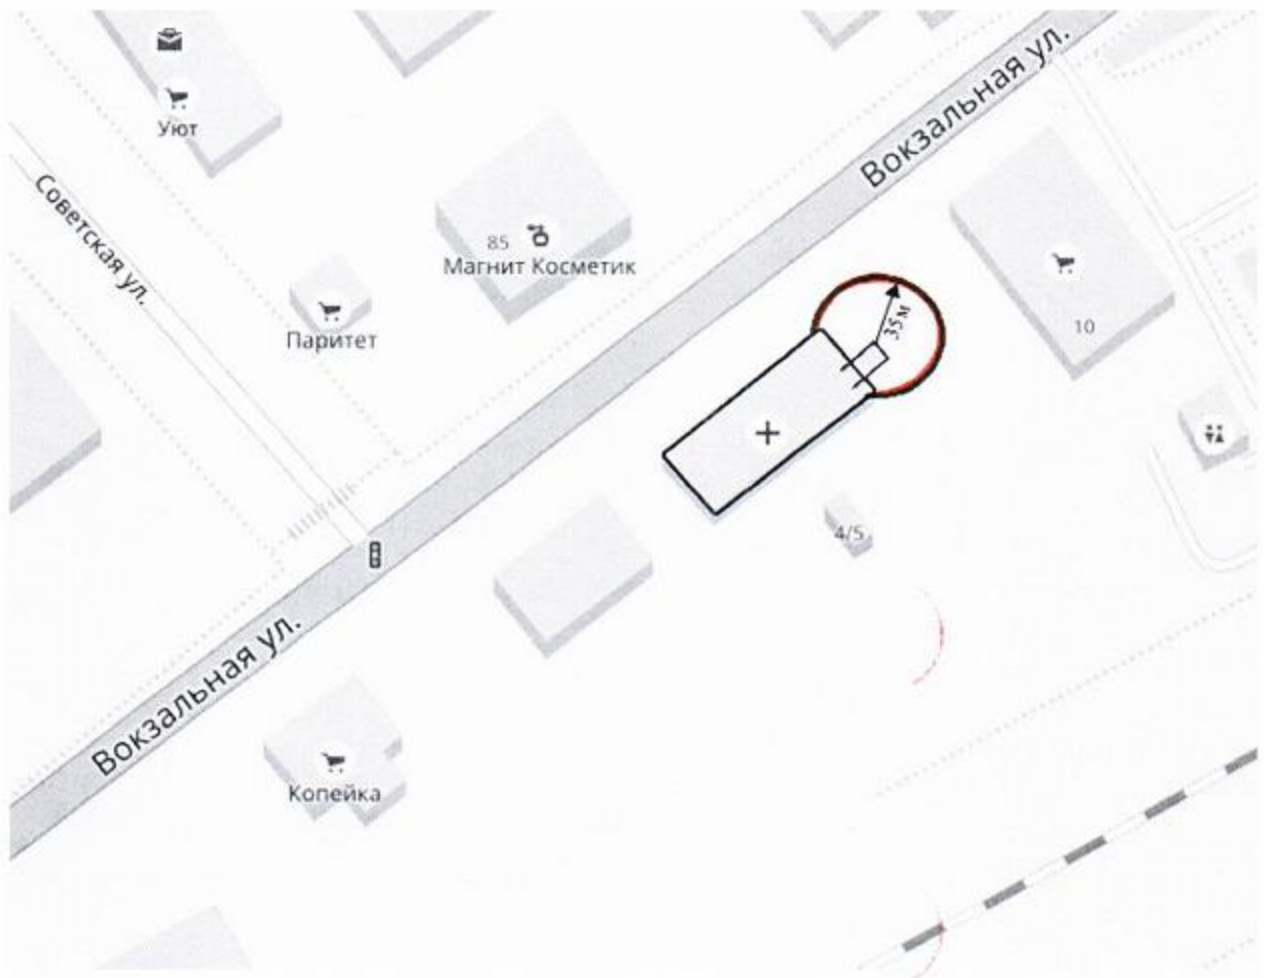 Вокзальная ул.
Уют
Советская ул.
85
Магнит Косметик
Паритет
35м
10
4/5
Вокзальная ул.
Копейка